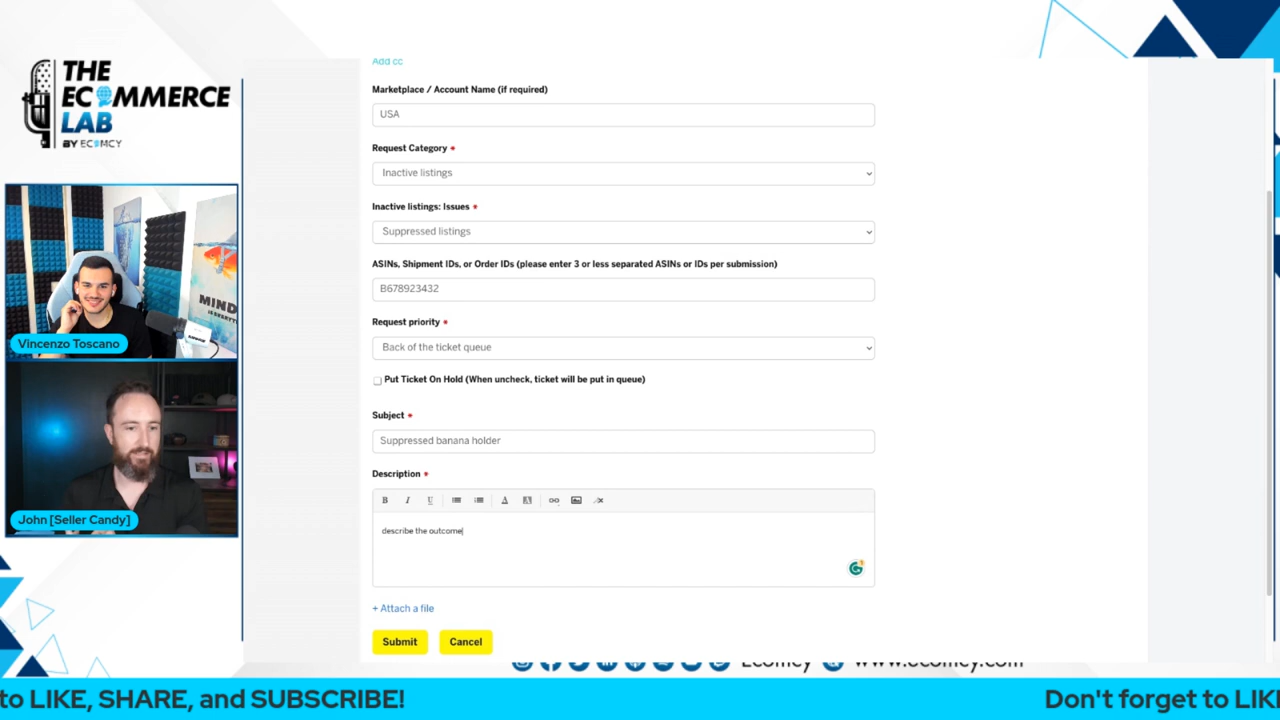 THE
ECOMMERCE
LAB
BY ECOMCY
MIND
Vincenzo Toscano
John [Seller Candy]
Add cc
Marketplace / Account Name (if required)
USA
Request Category *
Inactive listings
Inactive listings: Issues *
Suppressed listings
ASINs, Shipment IDs, or Order IDs (please enter 3 or less separated ASINs or IDs per submission)
B678923432
Request priority *
Back of the ticket queue
Put Ticket On Hold (When uncheck, ticket will be put in queue)
Subject *
Suppressed banana holder
Description *
B I U A A
describe the outcome
+ Attach a file
Submit Cancel
Ecomcy www.ecomcy.com
to LIKE, SHARE, and SUBSCRIBE! Don't forget to LIK